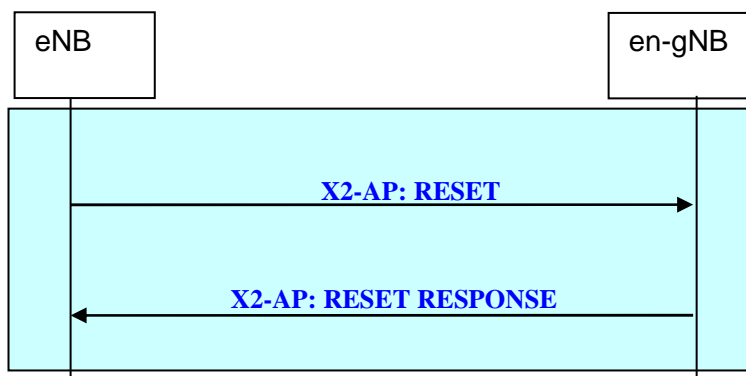 eNB
en-gNB
X2-AP: RESET
X2-AP: RESET RESPONSE